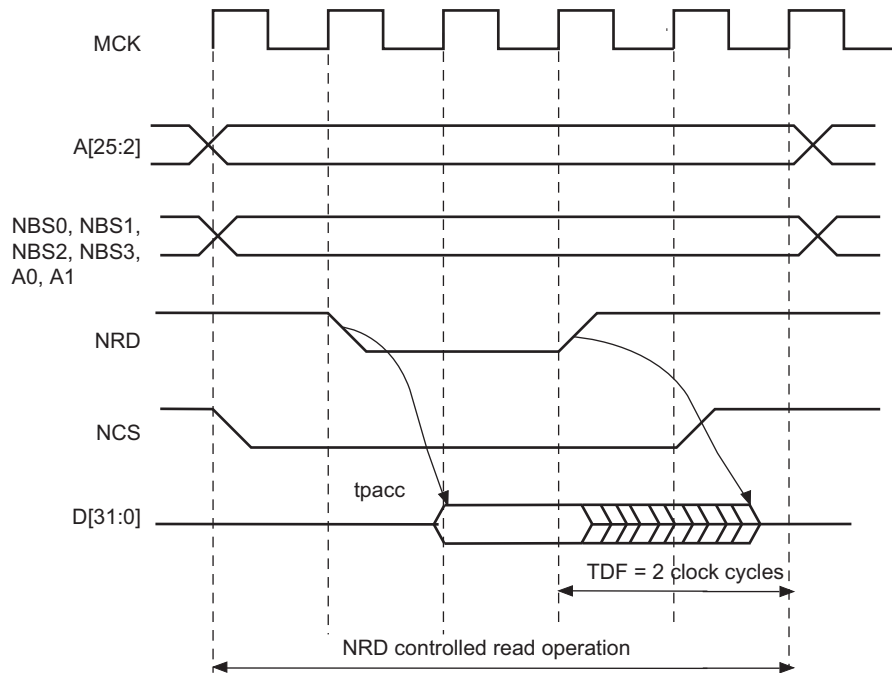 MCK
A[25:2]
NBS0, NBS1,
NBS2, NBS3,
A0, A1
NRD
NCS
tpacc
D[31:0]
TDF = 2 clock cycles
NRD controlled read operation